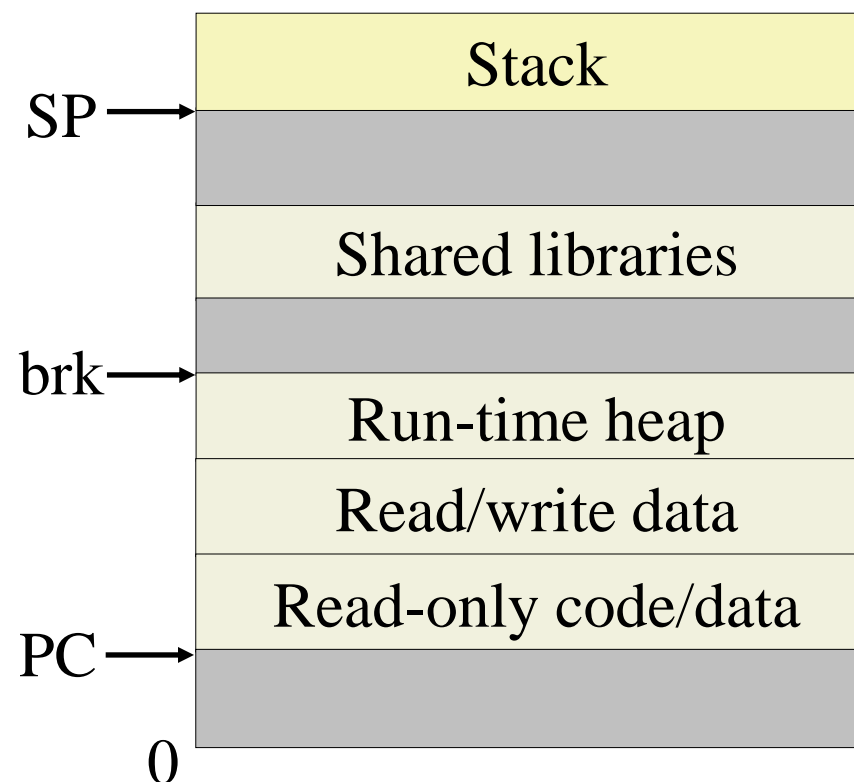 Stack
SP
Shared libraries
brk
Run-time heap
Read/write data
Read-only code/data
PC
0